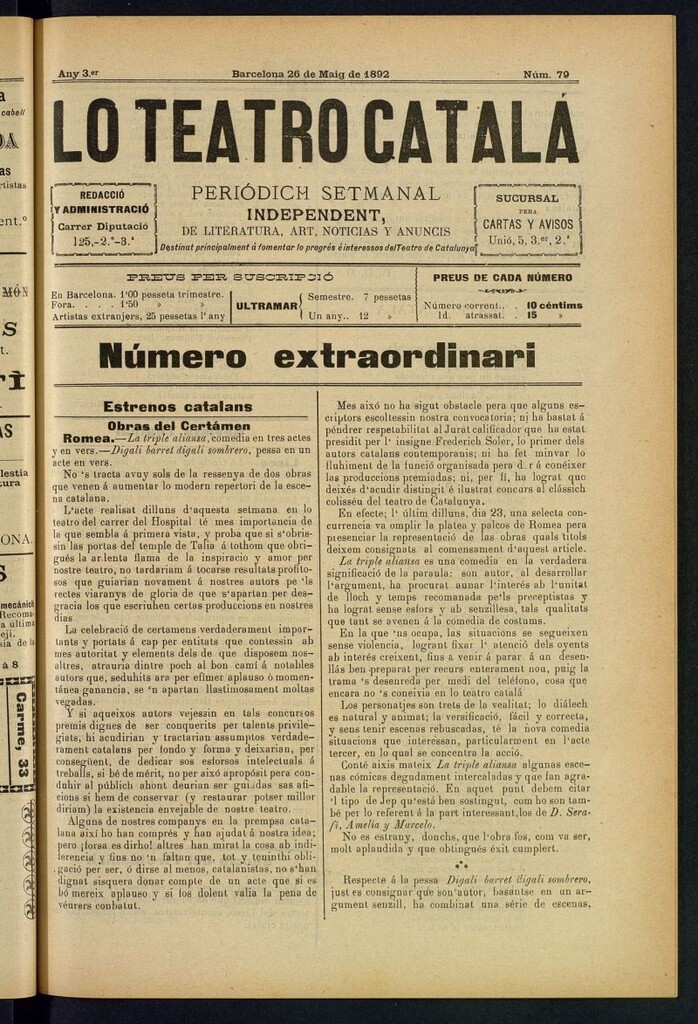 Any 3.er
Barcelona 26 de Maig de 1892
Núm. 79
LO TEATRO CATALÁ
REDACCIÓ
Y ADMINISTRACIÓ
Carrer Diputació
125,-2.ª-3.ª
PERIÓDICH SETMANAL
INDEPENDENT,
DE LITERATURA, ART, NOTICIAS Y ANUNCIS
Destinat principalment á fomentar lo progrés é interessos del Teatro de Catalunya
SUCURSAL
PERA
CARTAS Y AVISOS
Unió, 5, 3.er, 2.ª
PREUS PER SUSCRIPCIÓ
En Barcelona. 1'00 pesseta trimestre.
Fora. . . . 1'50 » »
Artistas extranjers, 25 pessetas l'any
ULTRAMAR
Semestre. 7 pessetas
Un any.. 12 »
PREUS DE CADA NÚMERO
Número corrent.. . 10 céntims
Id. atrassat. . 15 »
Número extraordinari
Estrenos catalans
Obras del Certámen
Romea.—La triple aliansa, comedia en tres actes
y en vers.—Digali barret digali sombrero, pessa en un
acte en vers.
No 's tracta avuy sols de la ressenya de dos obras
que venen á aumentar lo modern repertori de la esce-
na catalana.
L'acte realisat dilluns d'aquesta setmana en lo
teatro del carrer del Hospital té mes importancia de
la que sembla á primera vista, y proba que si s'obris-
sin las portas del temple de Talía á tothom que obri-
gués la ardenta flama de la inspiracio y amor per
nostre teatro, no tardariam á tocarse resultats profito-
sos que guiarian novament á nostres autors pe 'ls
rectes viaranys de gloria de que s'apartan per des-
gracia los que escriuhen certas produccions en nostres
dias
La celebració de certamens verdaderament impor-
tants y portats á cap per entitats que contessin ab
mes autoritat y elements dels de que disposem nos-
altres, atrauria dintre poch al bon camí á notables
autors que, seduhits ara per efímer aplauso ó momen-
tánea ganancia, se 'n apartan llastimosament moltas
vegadas.
Y si aqueixos autors vejessin en tals concursos
premis dignes de ser conquerits per talents privile-
giats, hi acudirian y tractarian assumptos verdade-
rament catalans per fondo y forma y deixarian, per
consegüent, de dedicar sos esforsos intelectuals á
treballs, si bé de mérit, no per aixó apropósit pera con-
duhir al públich ahont deurian ser guiadas sas afi-
cions si hem de conservar (y restaurar potser millor
diriam) la existencia envejable de nostre teatro.
Alguns de nostres companys en la prempsa cata-
lana aixi ho han comprés y han ajudat á nostra idea;
pero ¡forsa es dirho! altres han mirat la cosa ab indi-
lerencia y fins no 'n faltan que, tot y teninthi obli-
gació per ser, ó dirse al menos, catalanistas, no s'han
dignat sisquera donar compte de un acte que si es
bó mereix aplauso y si los dolent valia la pena de
véurers combatut.
Mes aixó no ha sigut obstacle pera que alguns es-
criptors escoltessin nostra convocatoria; ni ha bastat á
péndrer respetabilitat al Jurat calificador que ha estat
presidit per l' insigne Frederich Soler, lo primer dels
autors catalans contemporanis; ni ha fet minvar lo
lluhiment de la funció organisada pera d. r á conéixer
las produccions premiadas; ni, per fi, ha lograt que
deixés d'acudir distingit é ilustrat concurs al clássich
coliseu del teatro de Catalunya.
En efecte; l' últim dilluns, dia 23, una selecta con-
currencia va omplir la platea y palcos de Romea pera
presenciar la representació de las obras quals titols
deixem consignats al comensament d'aquest article.
La triple aliansa es una comedia en la verdadera
significació de la paraula: son autor, al desarrollar
l'argument, ha procurat aunar l'interés ab l'unitat
de lloch y temps recomanada pe'ls preceptistas y
ha lograt sense esfors y ab senzillesa, tals qualitats
que tant se avenen á la comedia de costums.
En la que 'ns ocupa, las situacións se segueixen
sense violencia, logrant fixar l' atenció dels oyents
ab interés creixent, fins a venir á parar á un desen-
llás ben preparat per recurs enterament nou, puig la
trama 's desenreda per medi del teléfono, cosa que
encara no 's coneixia en lo teatro catalá
Los personatjes son trets de la vealitat; lo diálech
es natural y animat; la versificació, fácil y correcta,
y sens tenir escenas rebuscadas, té la nova comedia
situacions que interessan, particularment en l'acte
tercer, en lo qual se concentra la acció.
Conté aixis mateix La triple aliansa algunas esce-
nas cómicas degudament intercaladas y que fan agra-
dable la representació. En aquet punt debem citar
'l tipo de Jep qu'está ben sostingut, com ho son tam-
bé per lo referent á la part interessant, los de D. Sera-
fí, Amelia y Marcelo.
No es estrany, donchs, que l'obra fos, com va ser,
molt aplaudida y que obtingués éxit cumplert.
⁂
Respecte á la pessa Digali barret digali sombrero,
just es consignar que son'autor, basantse en un ar-
gument senzill, ha combinat una série de escenas,
Carme, 33